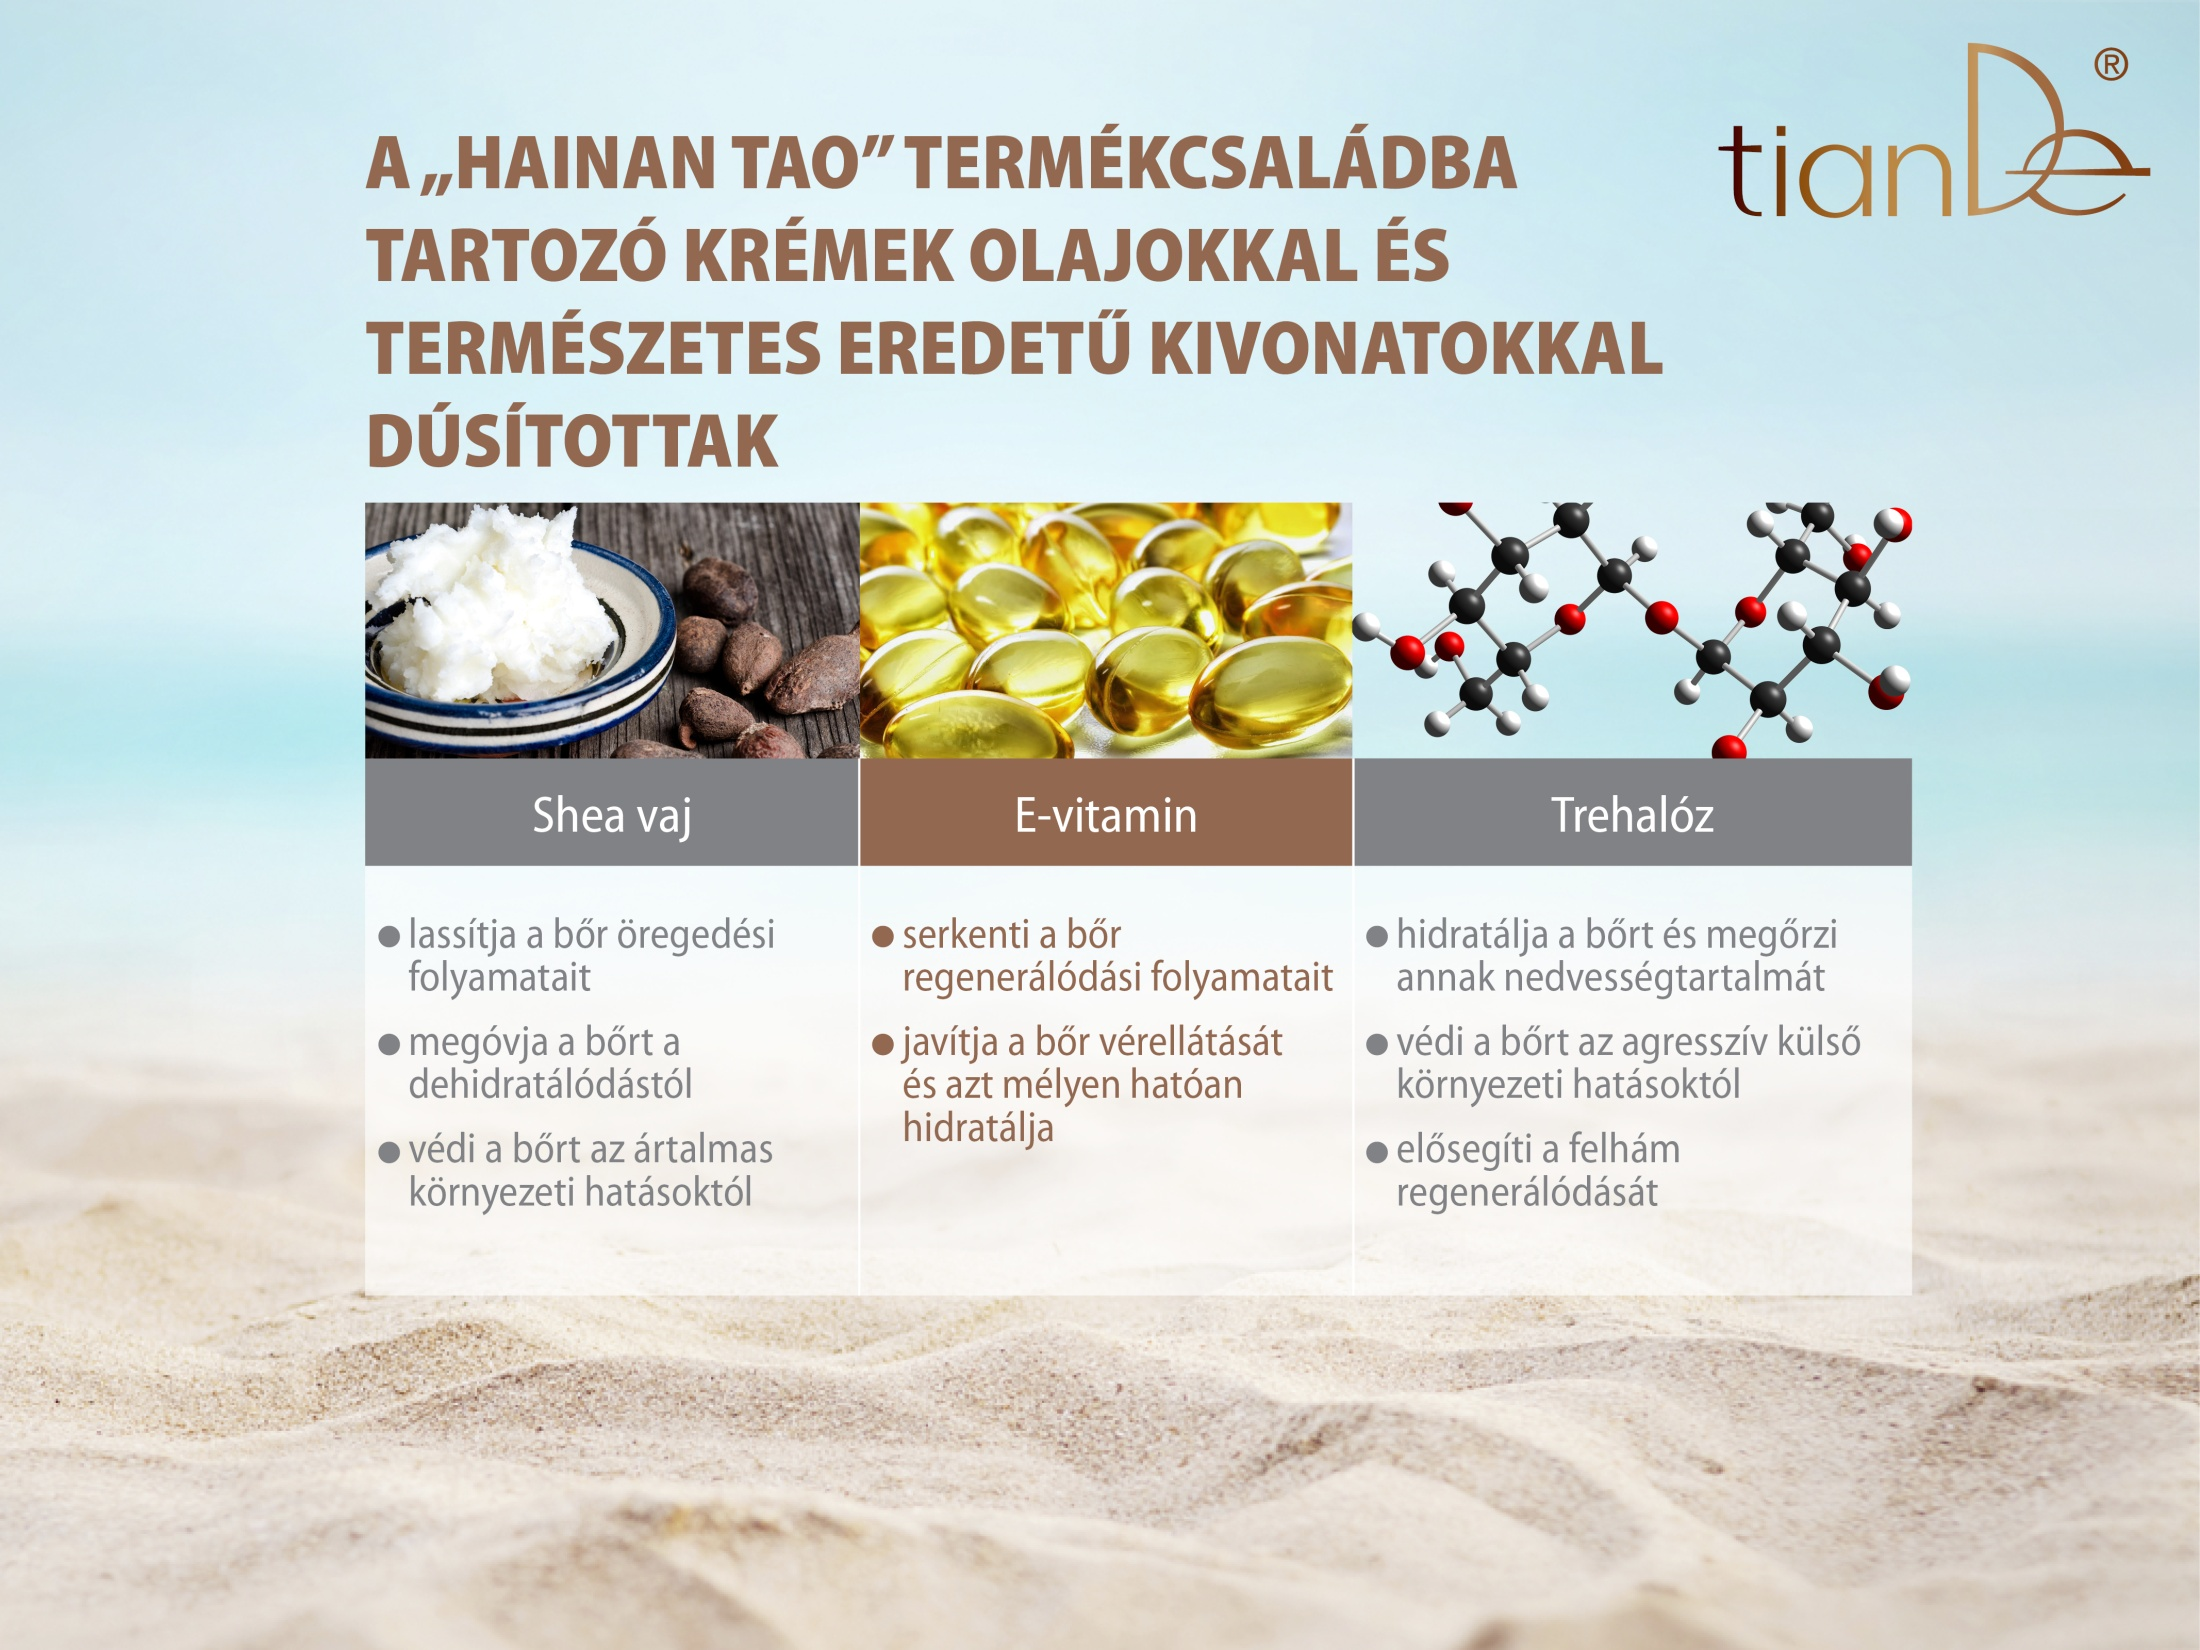 tianDe®
A „HAINAN TAO” TERMÉKCSALÁDBA
TARTOZÓ KRÉMEK OLAJOKKAL ÉS
TERMÉSZETES EREDETŰ KIVONATOKKAL
DÚSÍTOTTAK
Shea vaj
● lassítja a bőr öregedési
folyamatait
● megóvja a bőrt a
dehidratálódástól
● védi a bőrt az ártalmas
környezeti hatásoktól
E-vitamin
● serkenti a bőr
regenerálódási folyamatait
● javítja a bőr vérellátását
és azt mélyen hatóan
hidratálja
Trehalóz
● hidratálja a bőrt és megőrzi
annak nedvességtartalmát
● védi a bőrt az agresszív külső
környezeti hatásoktól
● elősegíti a felhám
regenerálódását